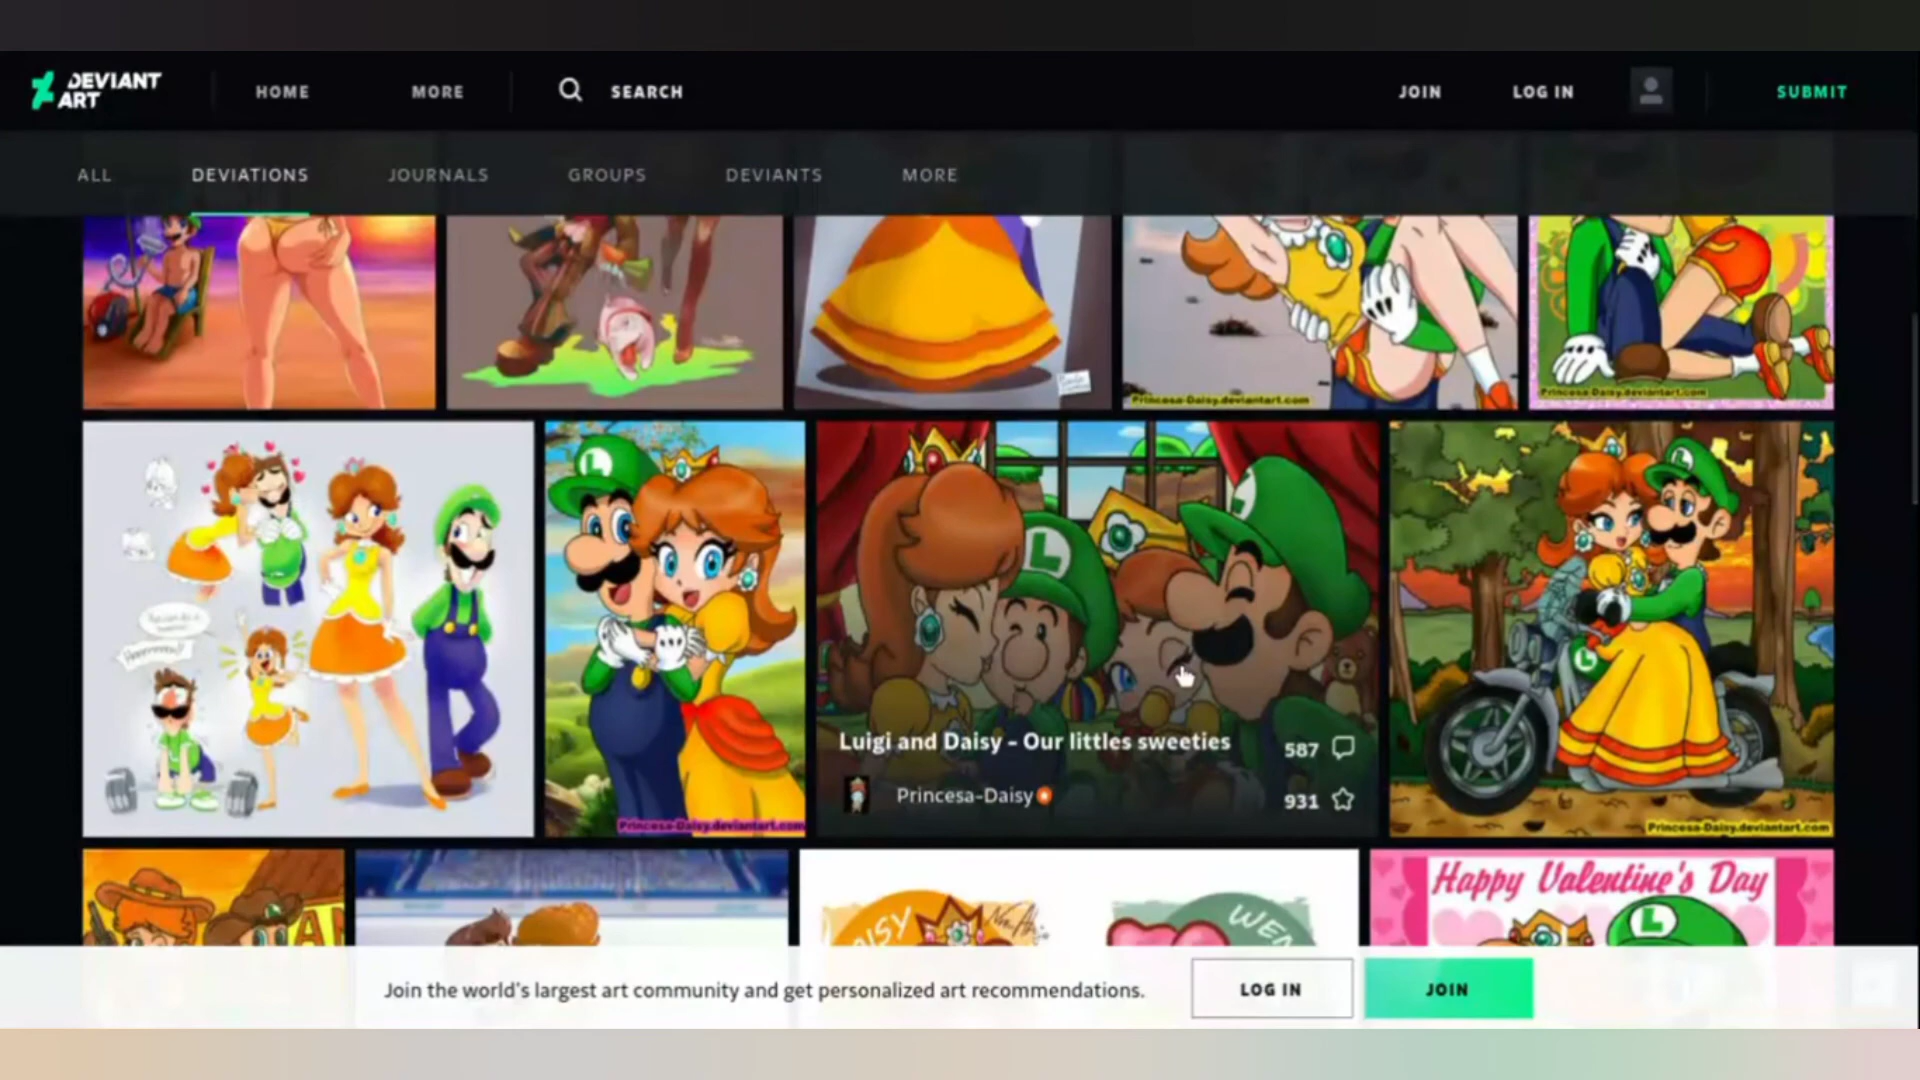 DEVIANT ART
HOME
MORE
SEARCH
JOIN
LOG IN
SUBMIT
ALL
DEVIATIONS
JOURNALS
GROUPS
DEVIANTS
MORE
Princesa-Daisy.deviantart.com
Princesa-Daisy.deviantart.com
L
L
L
L
Luigi and Daisy - Our littles sweeties
587
Princesa-Daisy
931
Princesa-Daisy.deviantart.com
Princesa-Daisy.deviantart.com
Happy Valentine's Day
L
Join the world's largest art community and get personalized art recommendations.
LOG IN
JOIN